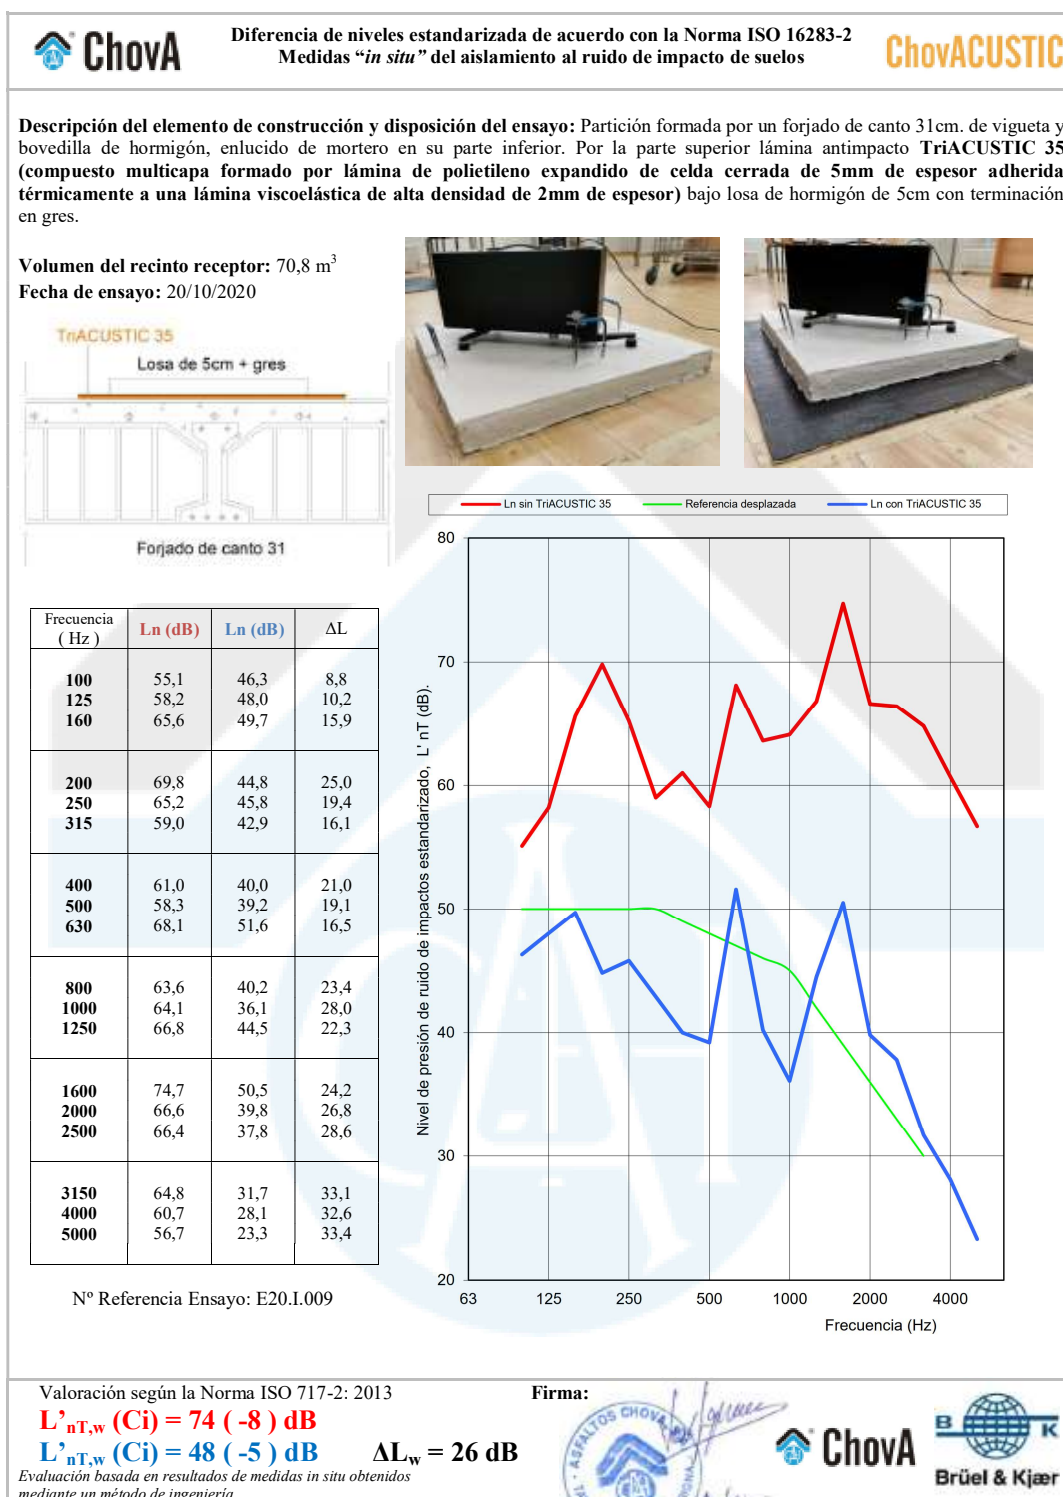 ChovA
Diferencia de niveles estandarizada de acuerdo con la Norma ISO 16283-2
Medidas “in situ” del aislamiento al ruido de impacto de suelos
ChovACUSTIC
Descripción del elemento de construcción y disposición del ensayo: Partición formada por un forjado de canto 31cm. de vigueta y
bovedilla de hormigón, enlucido de mortero en su parte inferior. Por la parte superior lámina antimpacto TriACUSTIC 35
(compuesto multicapa formado por lámina de polietileno expandido de celda cerrada de 5mm de espesor adherida
térmicamente a una lámina viscoelástica de alta densidad de 2mm de espesor) bajo losa de hormigón de 5cm con terminación
en gres.
Volumen del recinto receptor: 70,8 m³
Fecha de ensayo: 20/10/2020
TriACUSTIC 35
Losa de 5cm + gres
Forjado de canto 31
Frecuencia ( Hz ) Ln (dB) Ln (dB) ΔL
100 55,1 46,3 8,8
125 58,2 48,0 10,2
160 65,6 49,7 15,9
200 69,8 44,8 25,0
250 65,2 45,8 19,4
315 59,0 42,9 16,1
400 61,0 40,0 21,0
500 58,3 39,2 19,1
630 68,1 51,6 16,5
800 63,6 40,2 23,4
1000 64,1 36,1 28,0
1250 66,8 44,5 22,3
1600 74,7 50,5 24,2
2000 66,6 39,8 26,8
2500 66,4 37,8 28,6
3150 64,8 31,7 33,1
4000 60,7 28,1 32,6
5000 56,7 23,3 33,4
Nº Referencia Ensayo: E20.I.009
Ln sin TriACUSTIC 35 Referencia desplazada Ln con TriACUSTIC 35
Nivel de presión de ruido de impactos estandarizado, L' nT (dB).
80
70
60
50
40
30
20
63 125 250 500 1000 2000 4000
Frecuencia (Hz)
Valoración según la Norma ISO 717-2: 2013
L’nT,w (Ci) = 74 ( -8 ) dB
L’nT,w (Ci) = 48 ( -5 ) dB ΔLw = 26 dB
Evaluación basada en resultados de medidas in situ obtenidos
mediante un método de ingeniería
Firma:
ASFALTOS CHOVA
ChovA
B K
Brüel & Kjær